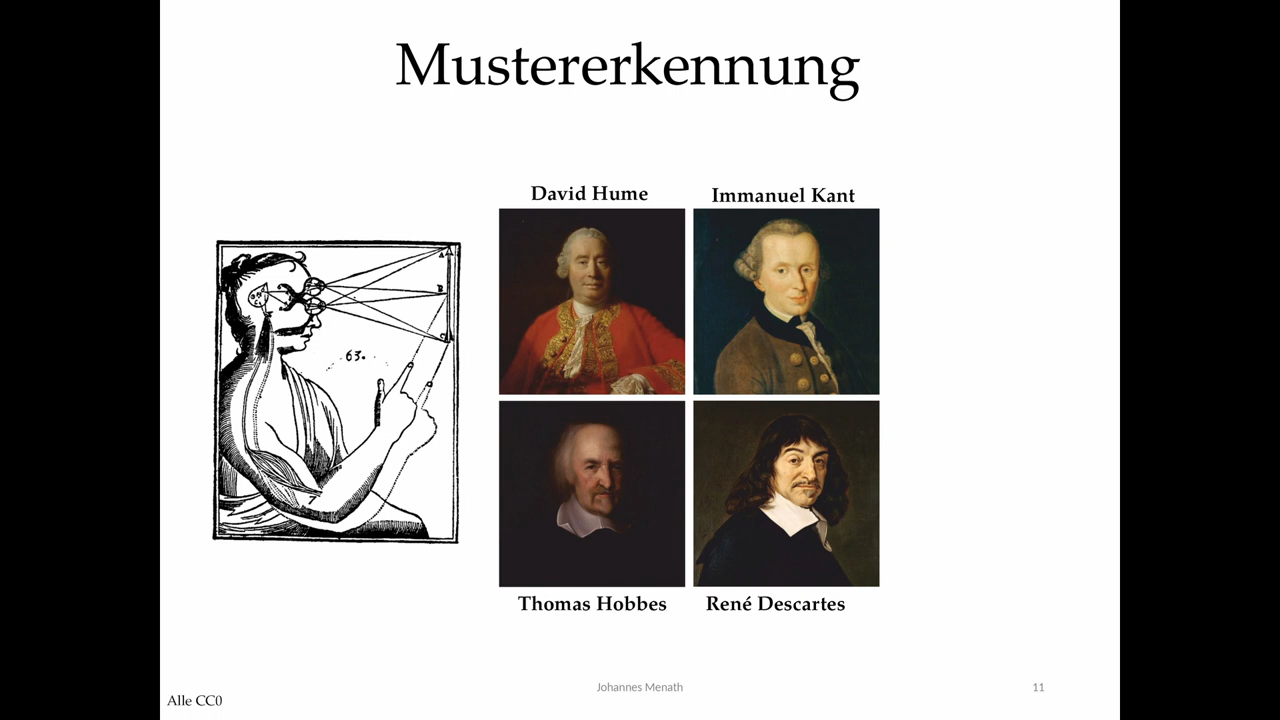 Mustererkennung
David Hume
Immanuel Kant
A
B
C
63.
Thomas Hobbes
René Descartes
Johannes Menath
11
Alle CC0